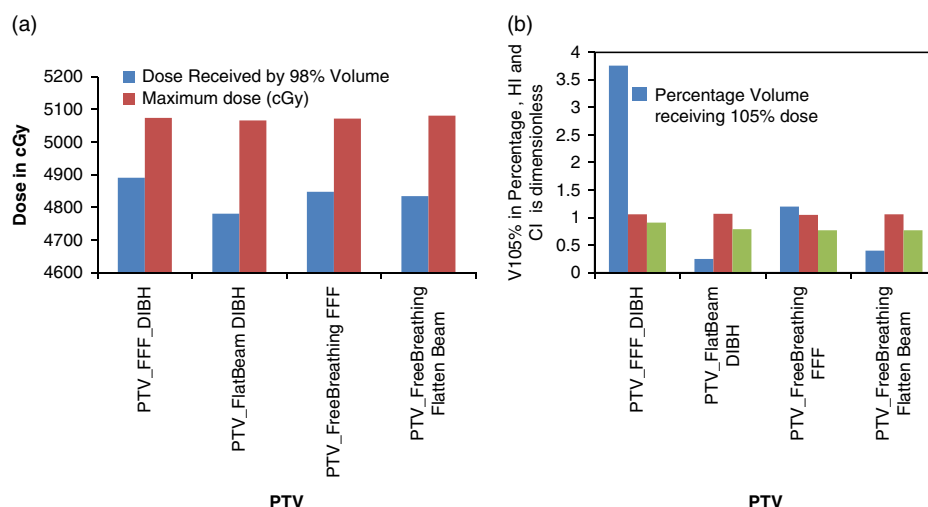 (a)
5200
5100
5000
4900
4800
4700
4600
Dose in cGy
Dose Received by 98% Volume
Maximum dose (cGy)
PTV_FFF_DIBH
PTV_FlatBeam DIBH
PTV_FreeBreathing FFF
PTV_FreeBreathing
Flatten Beam
PTV
(b)
4
3.5
3
2.5
2
1.5
1
0.5
0
V105% in Percentage , HI and
CI is dimensionless
Percentage Volume
receiving 105% dose
PTV_FFF_DIBH
PTV_FlatBeam
DIBH
PTV_FreeBreathing
FFF
PTV_FreeBreathing
Flatten Beam
PTV